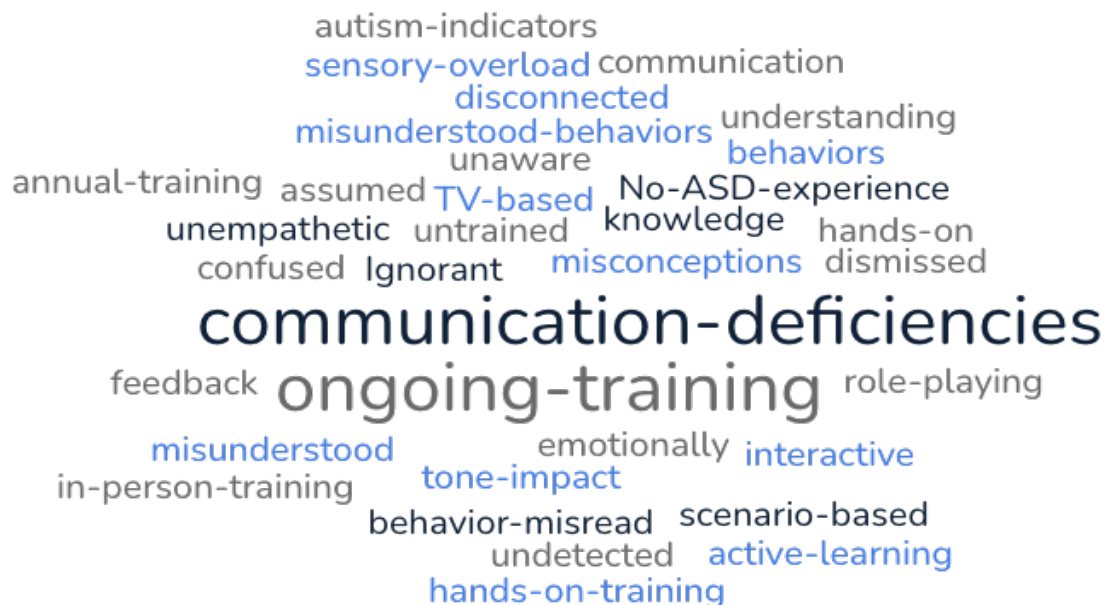 autism-indicators
sensory-overload communication
disconnected
misunderstood-behaviors understanding
unaware behaviors
annual-training assumed TV-based No-ASD-experience
unempathetic untrained knowledge hands-on
confused Ignorant misconceptions dismissed
communication-deficiencies
feedback ongoing-training role-playing
misunderstood emotionally interactive
in-person-training tone-impact
behavior-misread scenario-based
undetected active-learning
hands-on-training